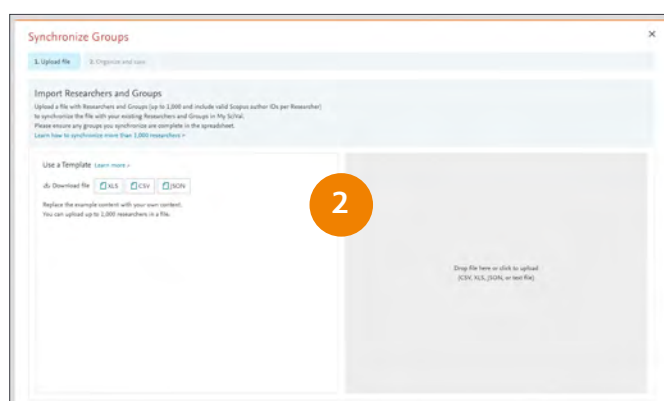 Synchronize Groups
×
1. Upload file 2. Organize and save
Import Researchers and Groups
Upload a file with Researchers and Groups (up to 1,000 and include valid Scopus author IDs per Researcher)
to synchronize the file with your existing Researchers and Groups in My SciVal.
Please ensure any groups you synchronize are complete in the spreadsheet.
Learn how to synchronize more than 1,000 researchers >
Use a Template Learn more >
Download file XLS CSV JSON
Replace the example content with your own content.
You can upload up to 1,000 researchers in a file.
2
Drop file here or click to upload
(CSV, XLS, JSON, or text file)